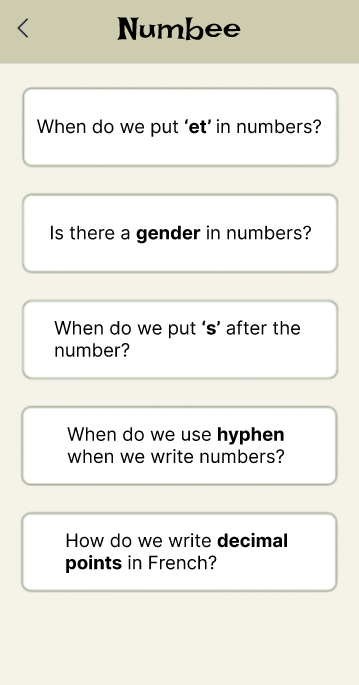 Numbee
When do we put ‘et’ in numbers?
Is there a gender in numbers?
When do we put ‘s’ after the
number?
When do we use hyphen
when we write numbers?
How do we write decimal
points in French?